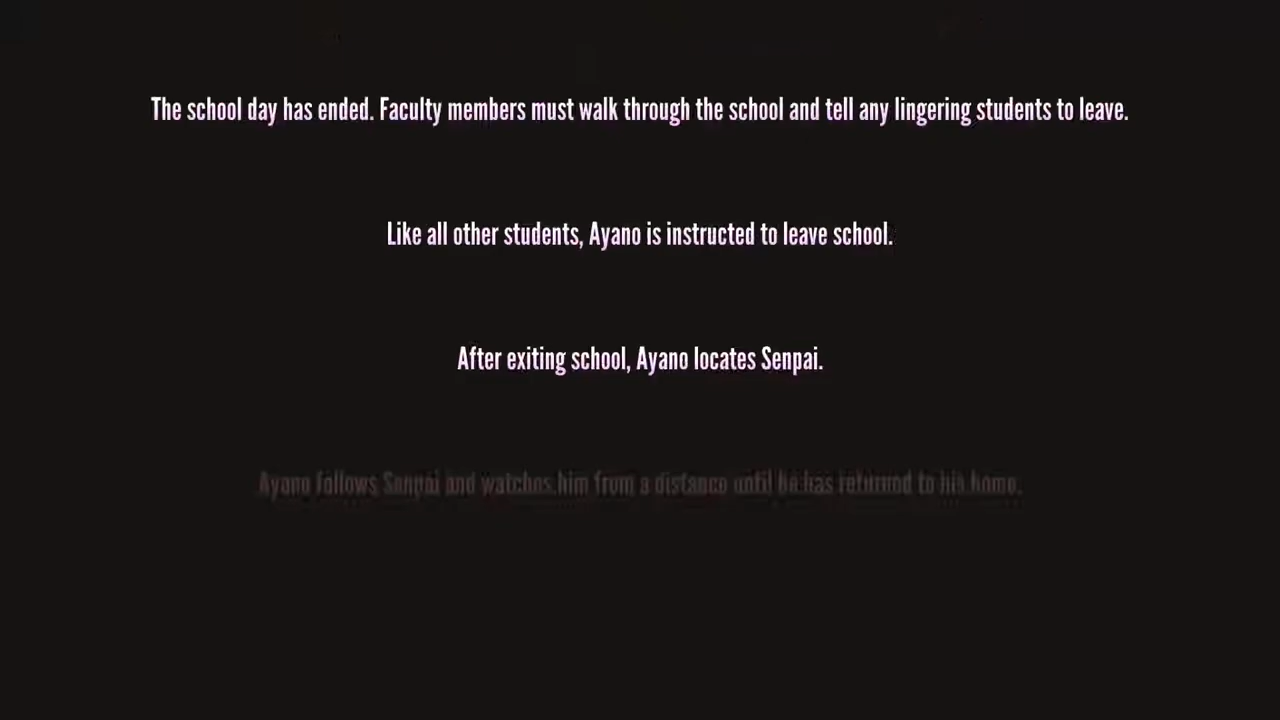 The school day has ended. Faculty members must walk through the school and tell any lingering students to leave.
Like all other students, Ayano is instructed to leave school.
After exiting school, Ayano locates Senpai.
Ayano follows Senpai and watches him from a distance until he has returned to his home.